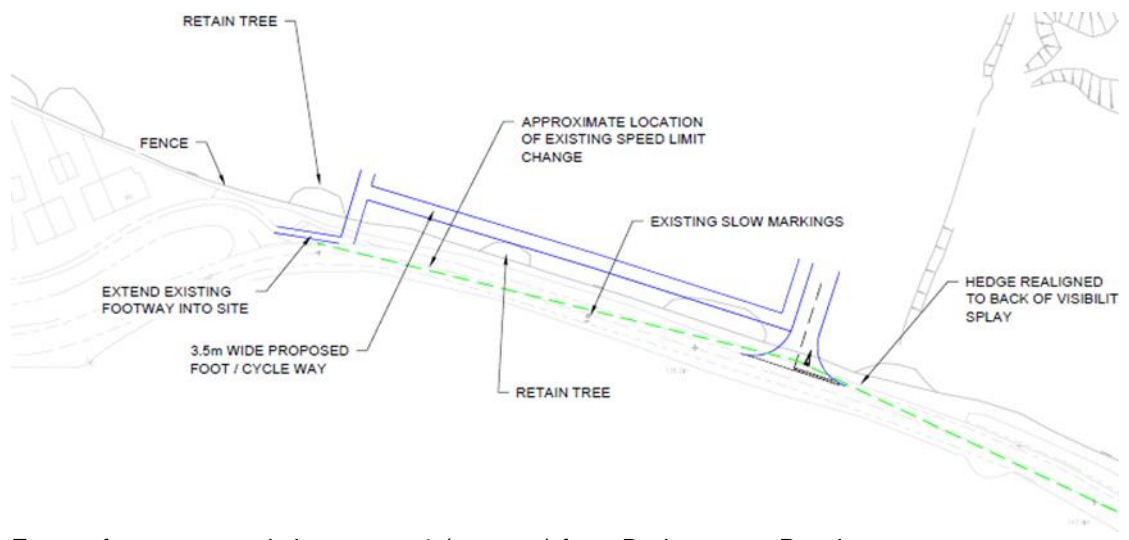 RETAIN TREE
FENCE
APPROXIMATE LOCATION
OF EXISTING SPEED LIMIT
CHANGE
EXISTING SLOW MARKINGS
HEDGE REALIGNED
TO BACK OF VISIBILIT
SPLAY
EXTEND EXISTING
FOOTWAY INTO SITE
3.5m WIDE PROPOSED
FOOT / CYCLE WAY
RETAIN TREE